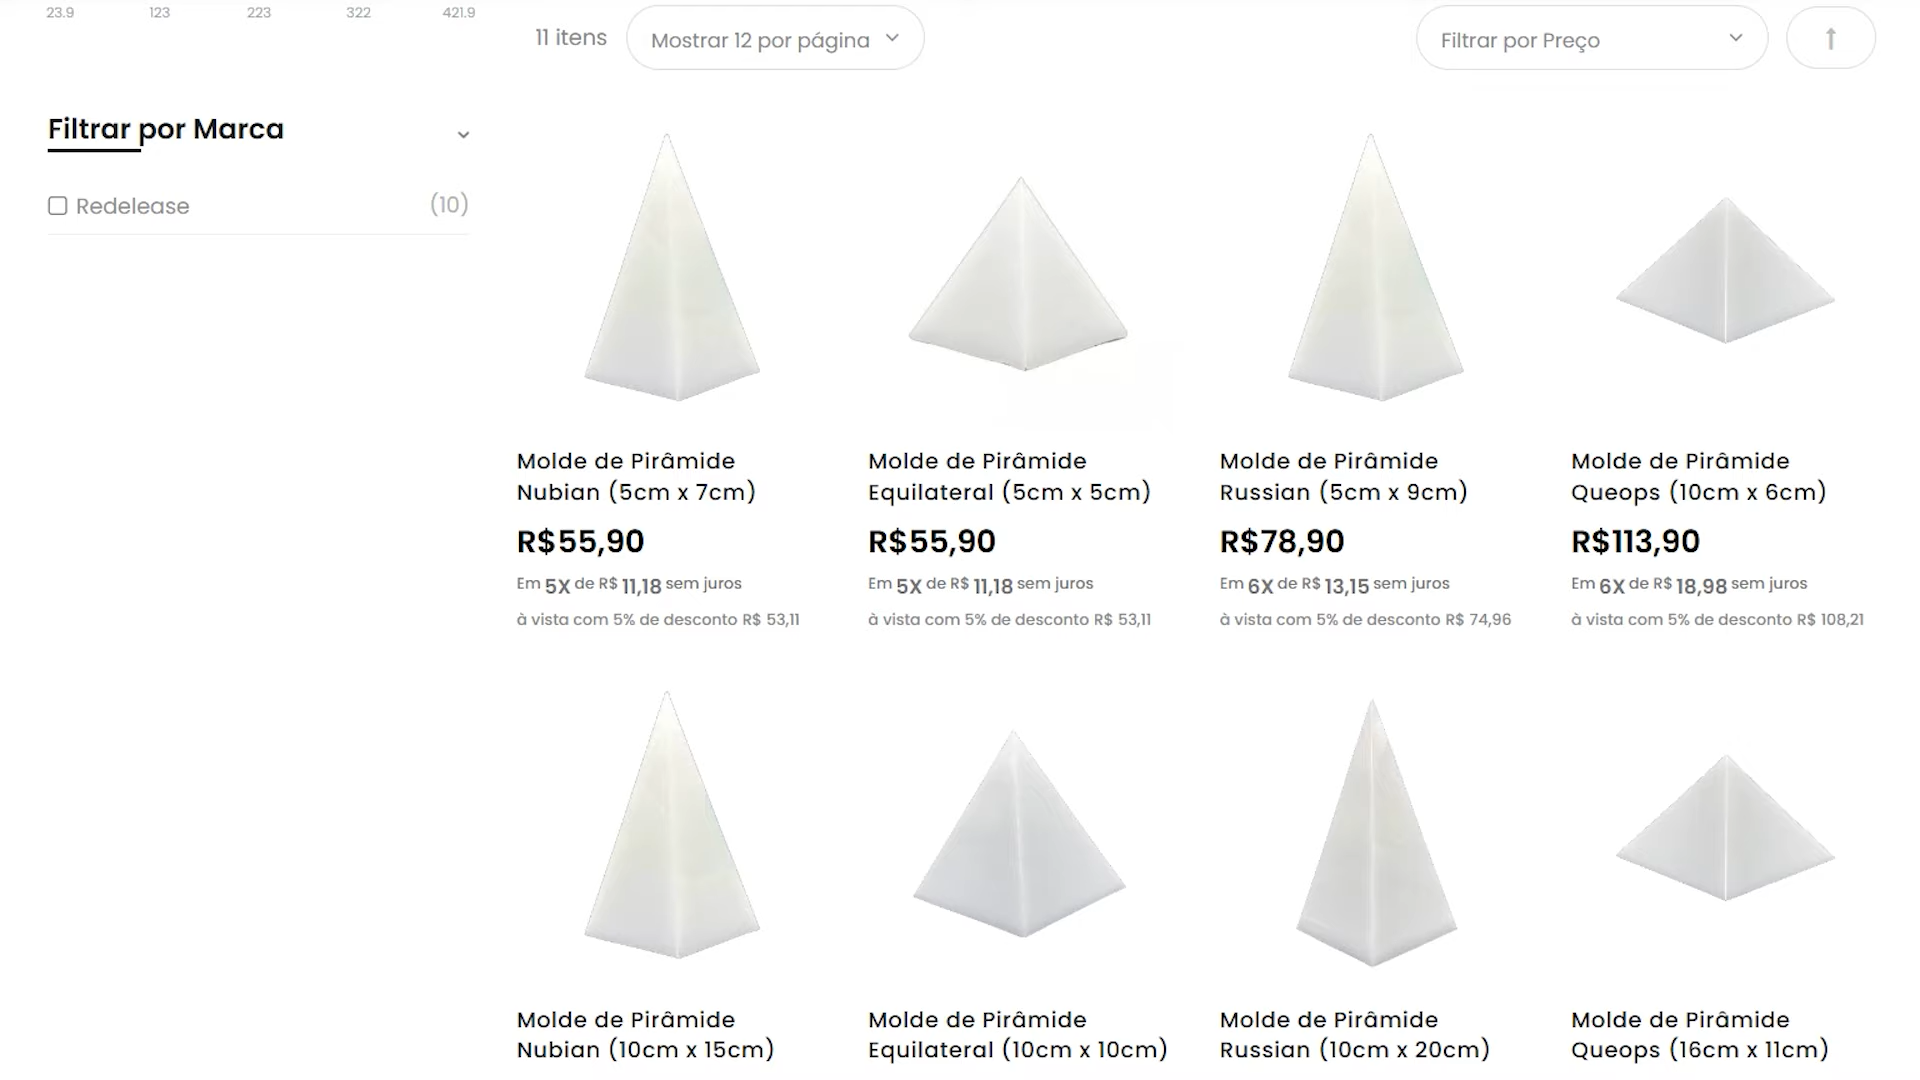 23.9 123 223 322 421.9
11 itens
Mostrar 12 por página
Filtrar por Preço
Filtrar por Marca
Redelease (10)
Molde de Pirâmide
Nubian (5cm x 7cm)
R$55,90
Em 5X de R$ 11,18 sem juros
à vista com 5% de desconto R$ 53,11
Molde de Pirâmide
Equilateral (5cm x 5cm)
R$55,90
Em 5X de R$ 11,18 sem juros
à vista com 5% de desconto R$ 53,11
Molde de Pirâmide
Russian (5cm x 9cm)
R$78,90
Em 6X de R$ 13,15 sem juros
à vista com 5% de desconto R$ 74,96
Molde de Pirâmide
Queops (10cm x 6cm)
R$113,90
Em 6X de R$ 18,98 sem juros
à vista com 5% de desconto R$ 108,21
Molde de Pirâmide
Nubian (10cm x 15cm)
Molde de Pirâmide
Equilateral (10cm x 10cm)
Molde de Pirâmide
Russian (10cm x 20cm)
Molde de Pirâmide
Queops (16cm x 11cm)